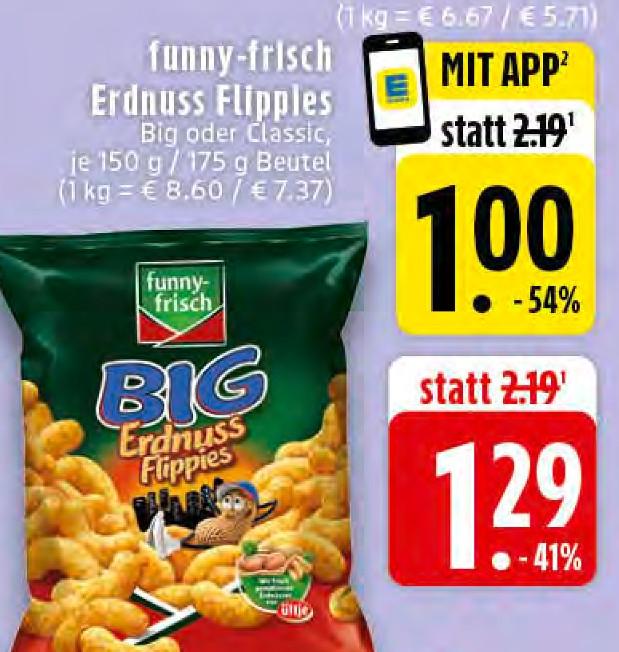 (1 kg = € 6.67 / € 5.71)
funny-frisch
Erdnuss Flippies
Big oder Classic,
je 150 g / 175 g Beutel
(1 kg = € 8.60 / € 7.37)
MIT APP²
statt 2.19¹
1.00
- 54%
statt 2.19¹
1.29
- 41%
funny-
frisch
BIG
Erdnuss
Flippies
ültje